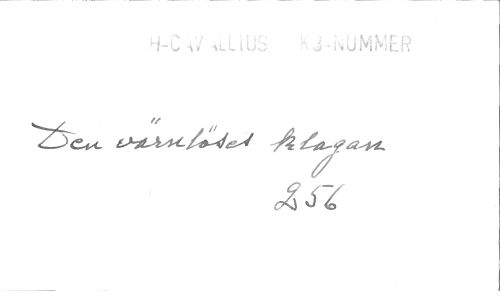 H-CAVALLIUS KB-NUMMER
Den värnlöses klagan
256